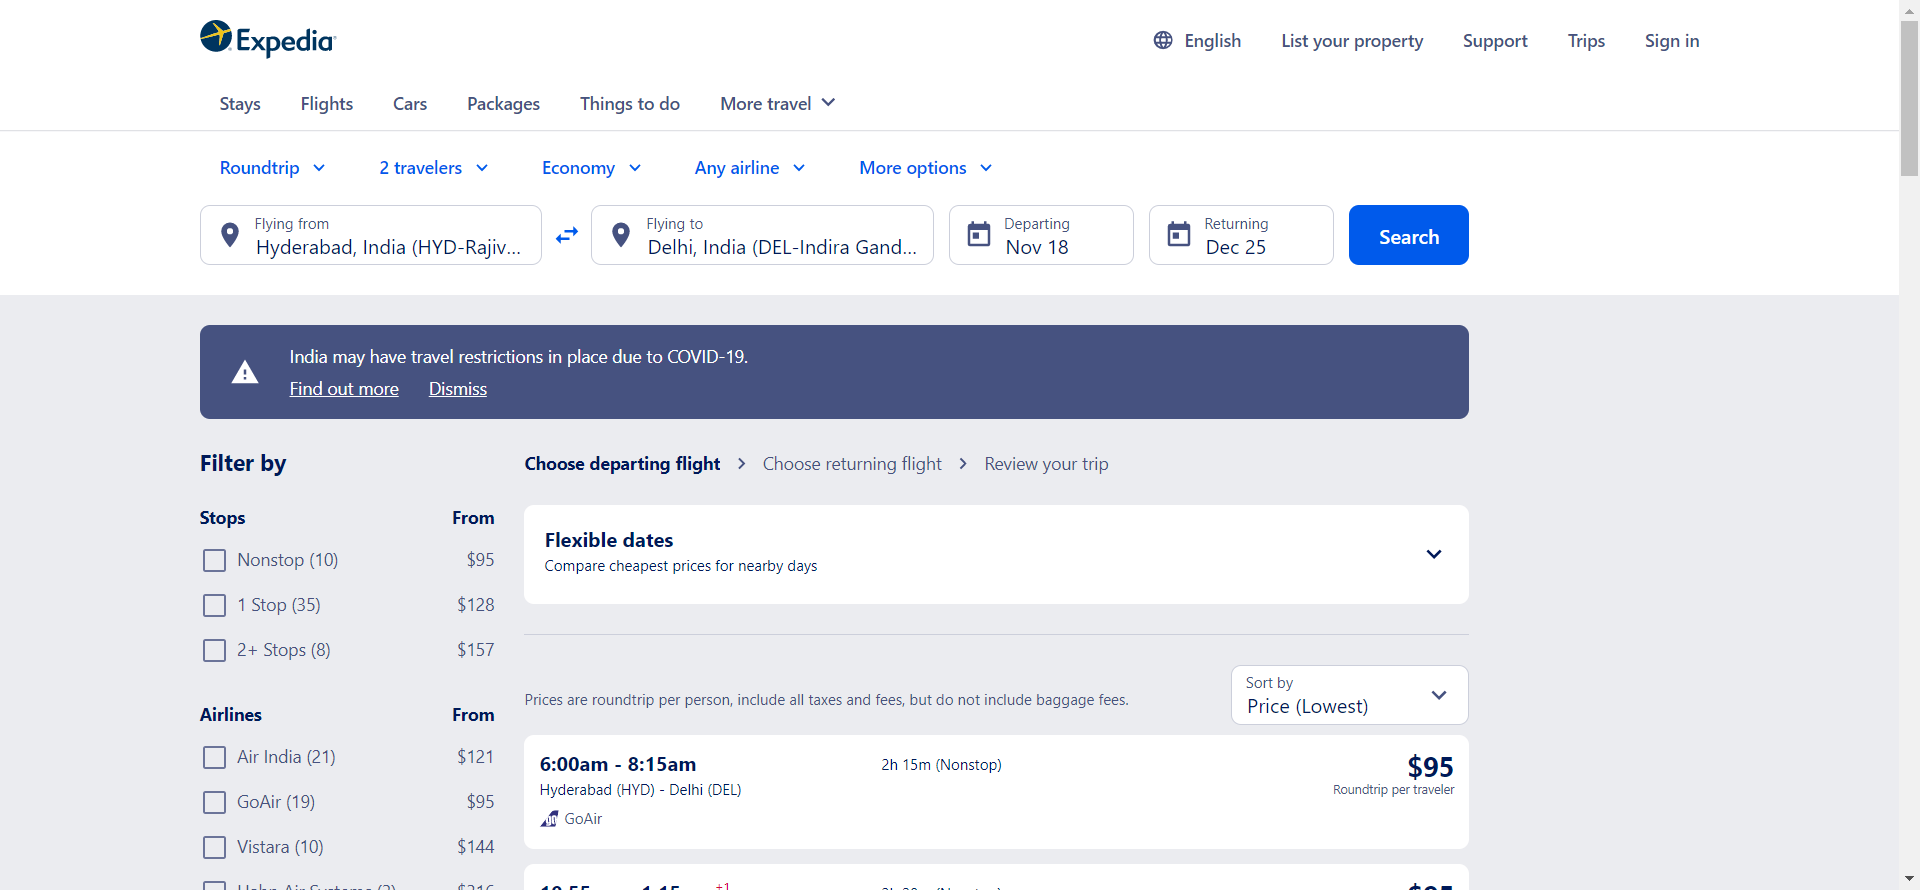 Expedia
English
List your property
Support
Trips
Sign in
Stays
Flights
Cars
Packages
Things to do
More travel
Roundtrip
2 travelers
Economy
Any airline
More options
Flying from
Hyderabad, India (HYD-Rajiv...
Flying to
Delhi, India (DEL-Indira Gand...
Departing
Nov 18
Returning
Dec 25
Search
India may have travel restrictions in place due to COVID-19.
Find out more
Dismiss
Filter by
Stops From
Nonstop (10) $95
1 Stop (35) $128
2+ Stops (8) $157
Airlines From
Air India (21) $121
GoAir (19) $95
Vistara (10) $144
Choose departing flight
Choose returning flight
Review your trip
Flexible dates
Compare cheapest prices for nearby days
Prices are roundtrip per person, include all taxes and fees, but do not include baggage fees.
Sort by
Price (Lowest)
6:00am - 8:15am
2h 15m (Nonstop)
$95
Hyderabad (HYD) - Delhi (DEL)
Roundtrip per traveler
GoAir
+1